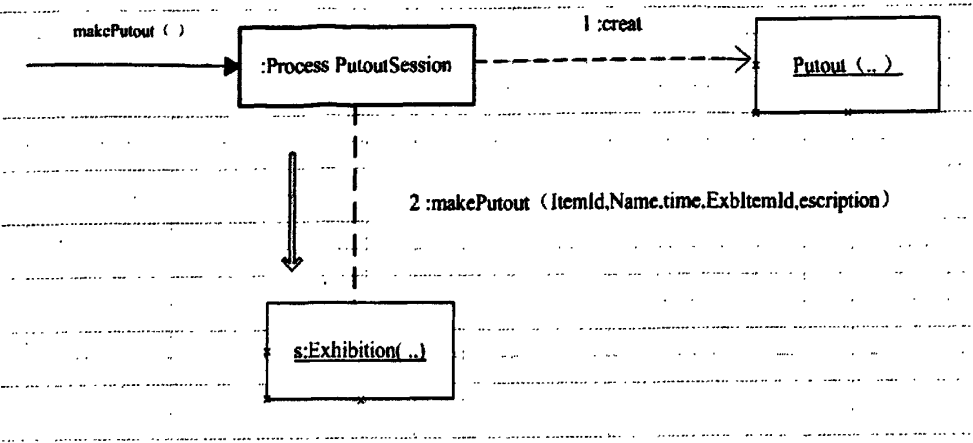 makePutout ( )
1 :creat
:Process PutoutSession
Putout (.. )
2 :makePutout (ItemId,Name.time,ExbItemId,escription)
s:Exhibition( ..)